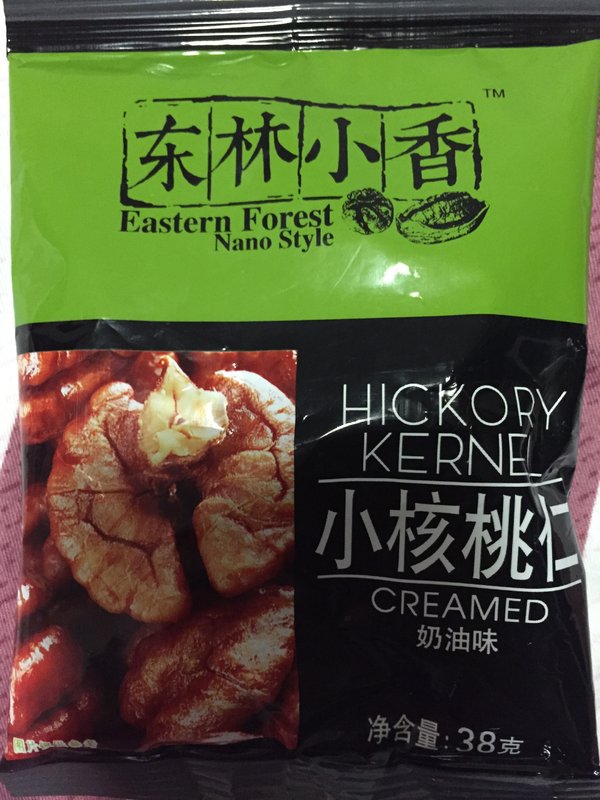 东林小香
TM
Eastern Forest
Nano Style
HICKORY
KERNE
小核桃仁
CREAMED
奶油味
净含量:38克